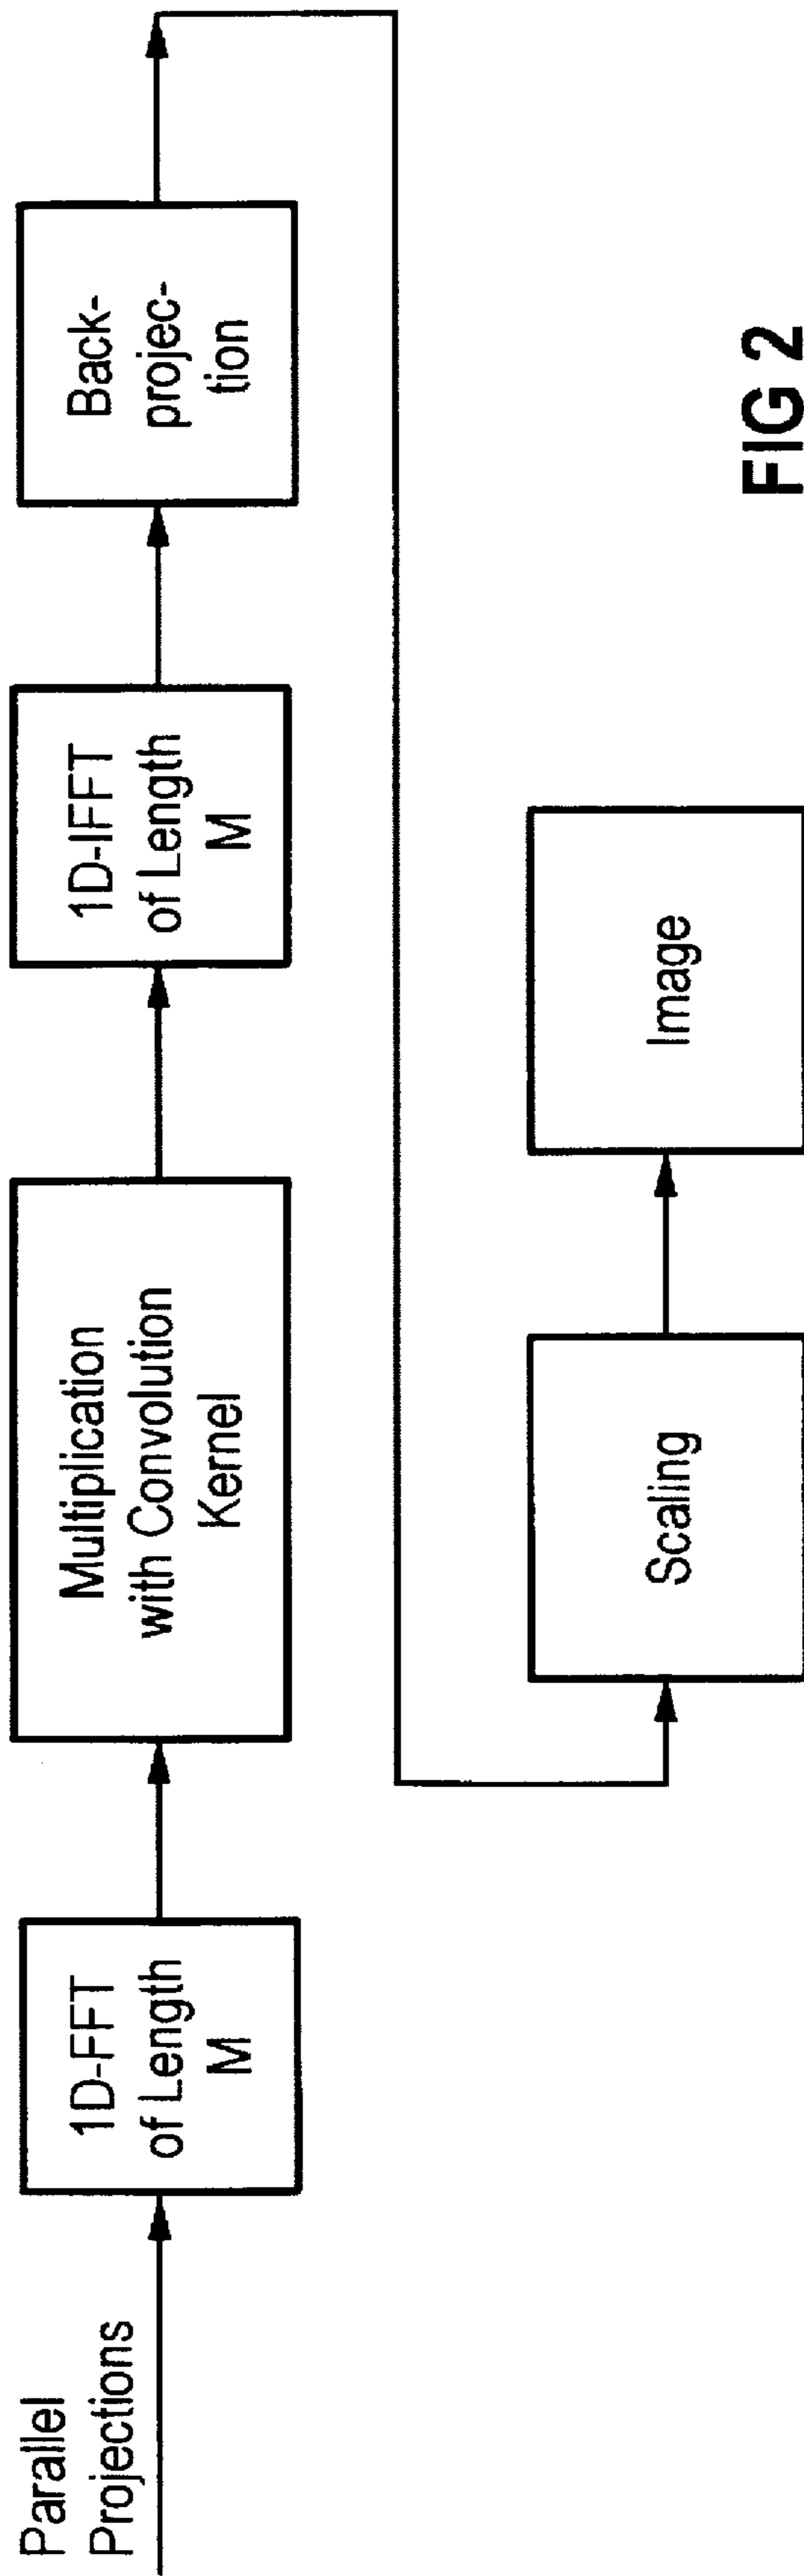 Parallel
Projections
1D-FFT
of Length
M
Multiplication
with Convolution
Kernel
1D-IFFT
of Length
M
Back-
projec-
tion
Scaling
Image
FIG 2